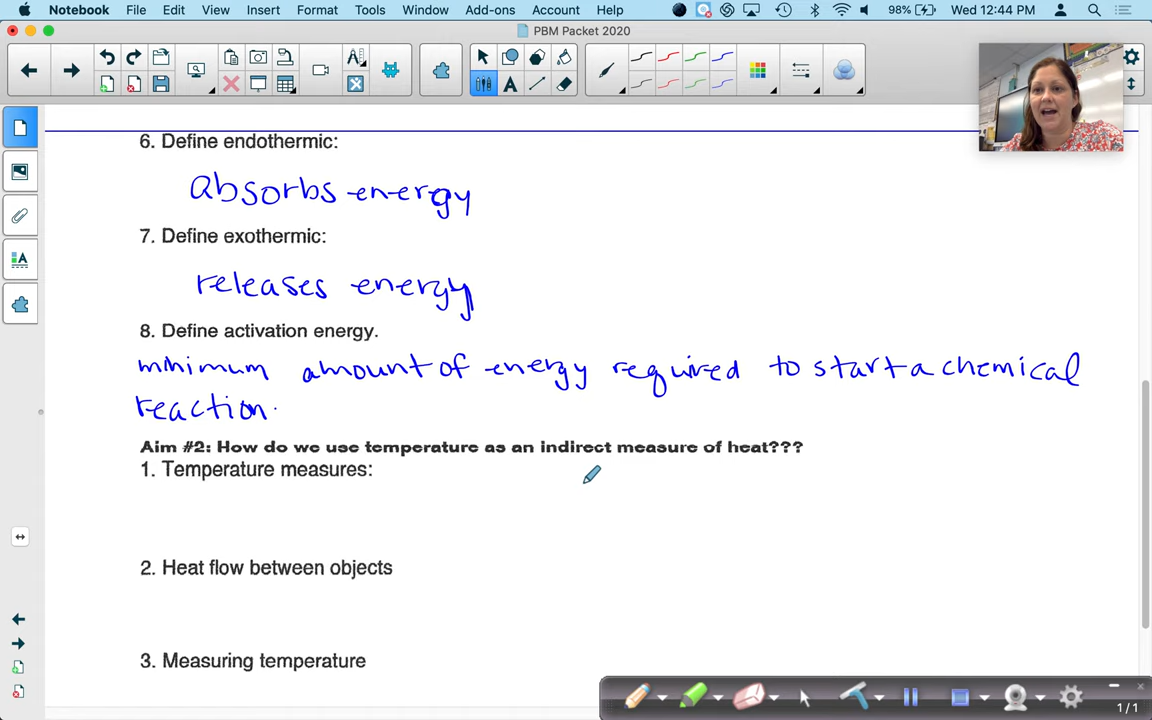 Notebook File Edit View Insert Format Tools Window Add-ons Account Help 98% Wed 12:44 PM
PBM Packet 2020
6. Define endothermic:
absorbs energy
7. Define exothermic:
releases energy
8. Define activation energy.
minimum amount of energy required to start a chemical
reaction.
Aim #2: How do we use temperature as an indirect measure of heat???
1. Temperature measures:
2. Heat flow between objects
3. Measuring temperature
1/1